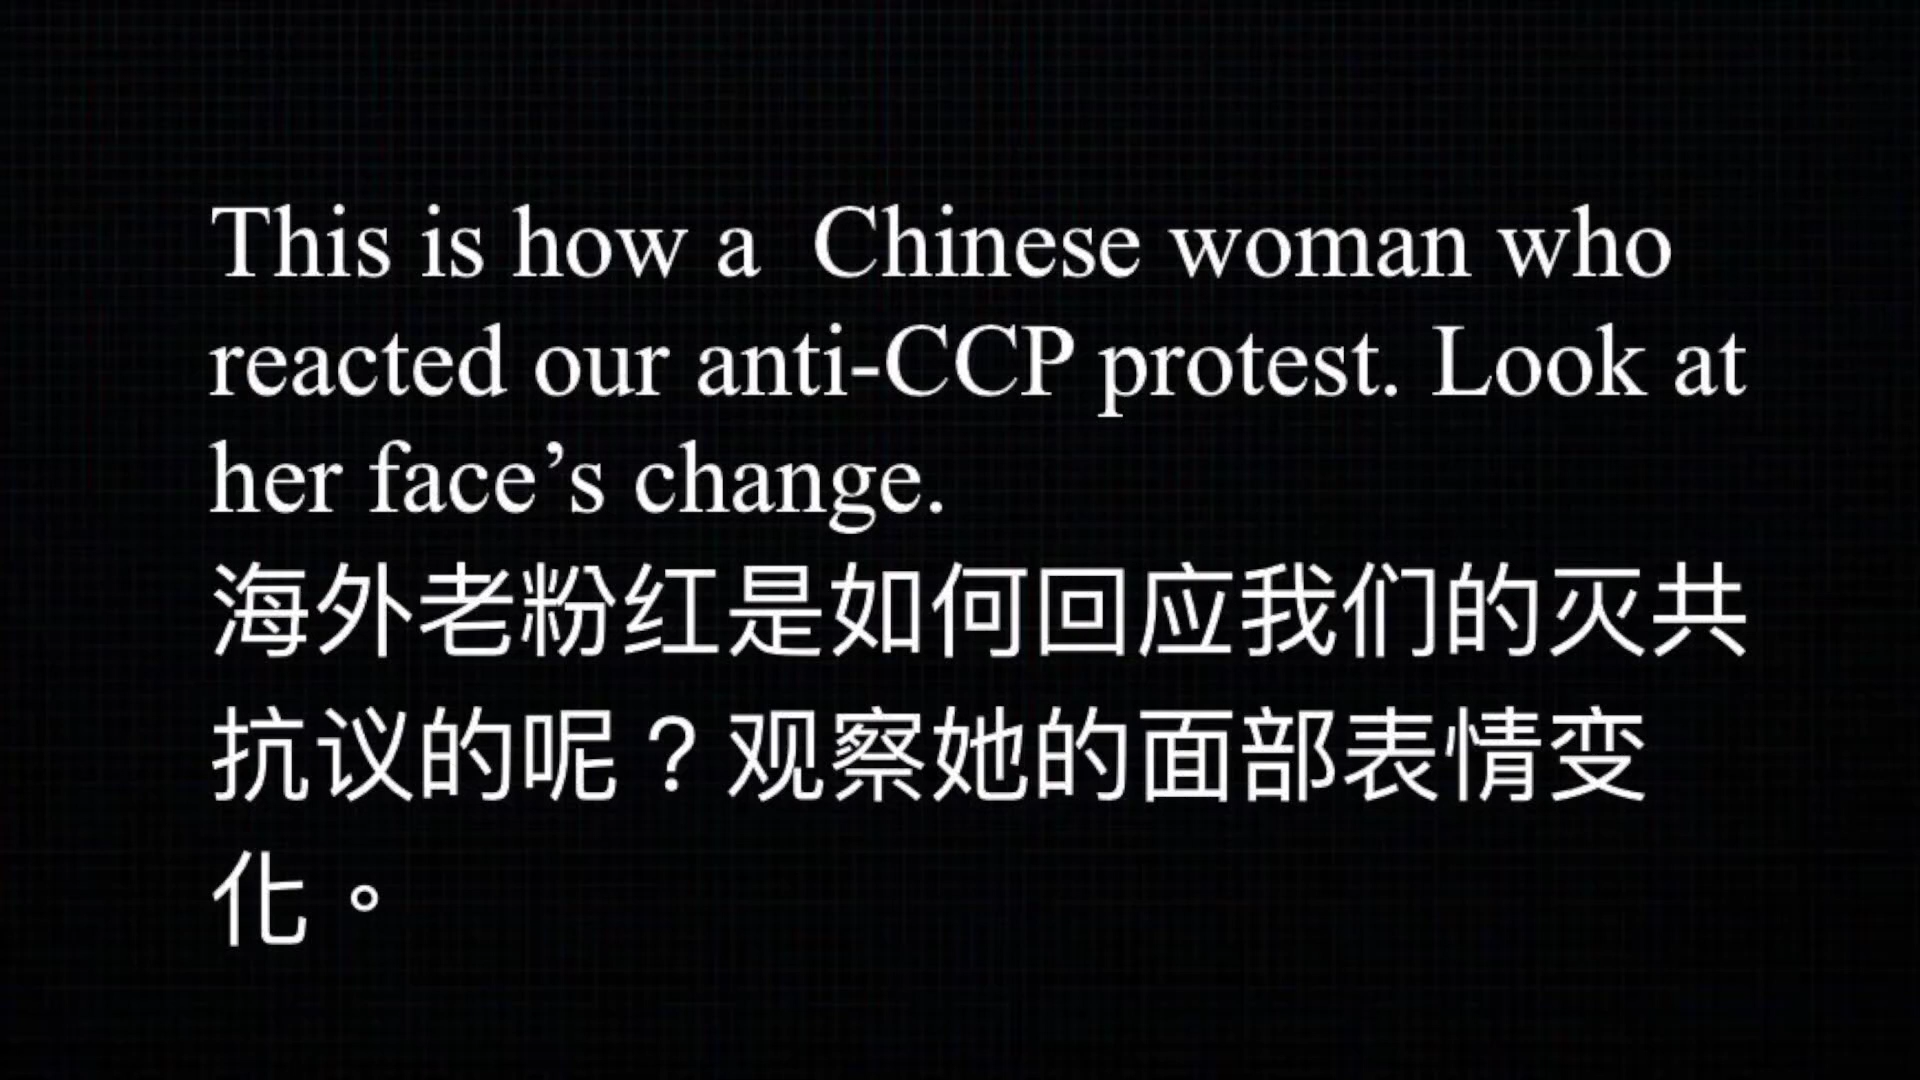 This is how a  Chinese woman who
reacted our anti-CCP protest. Look at
her face’s change.
海外老粉红是如何回应我们的灭共
抗议的呢？观察她的面部表情变
化。